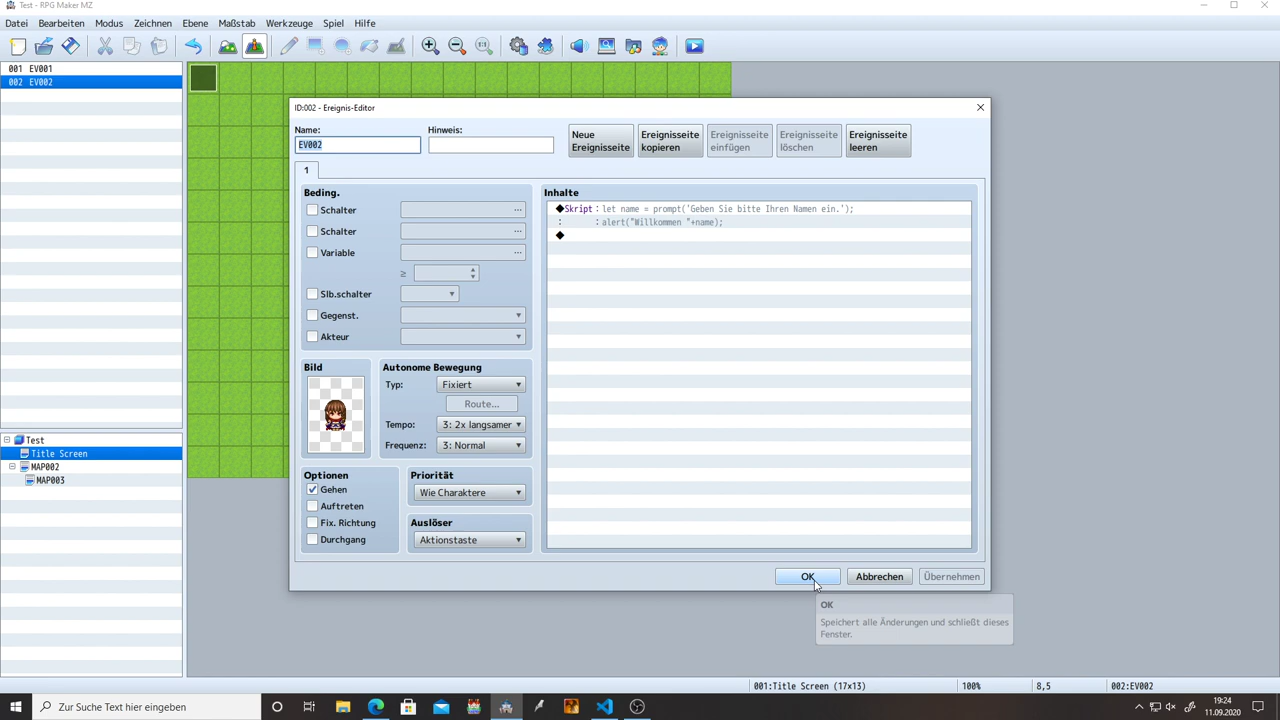 Test - RPG Maker MZ
Datei Bearbeiten Modus Zeichnen Ebene Maßstab Werkzeuge Spiel Hilfe
001 EV001
002 EV002
ID:002 - Ereignis-Editor
Name: Hinweis:
EV002
Neue Ereignisseite
Ereignisseite kopieren
Ereignisseite einfügen
Ereignisseite löschen
Ereignisseite leeren
1
Beding.
Schalter ...
Schalter ...
Variable ...
≥
Slb.schalter
Gegenst.
Akteur
Bild
Autonome Bewegung
Typ: Fixiert
Route...
Tempo: 3: 2x langsamer
Frequenz: 3: Normal
Optionen
Gehen
Auftreten
Fix. Richtung
Durchgang
Priorität
Wie Charaktere
Auslöser
Aktionstaste
Inhalte
◆Skript：let name = prompt('Geben Sie bitte Ihren Namen ein.');
：　　　：alert("Willkommen "+name);
◆
OK Abbrechen Übernehmen
OK
Speichert alle Änderungen und schließt dieses
Fenster.
Test
Title Screen
MAP002
MAP003
001:Title Screen (17x13) 100% 8,5 002:EV002
Zur Suche Text hier eingeben
19:24
11.09.2020